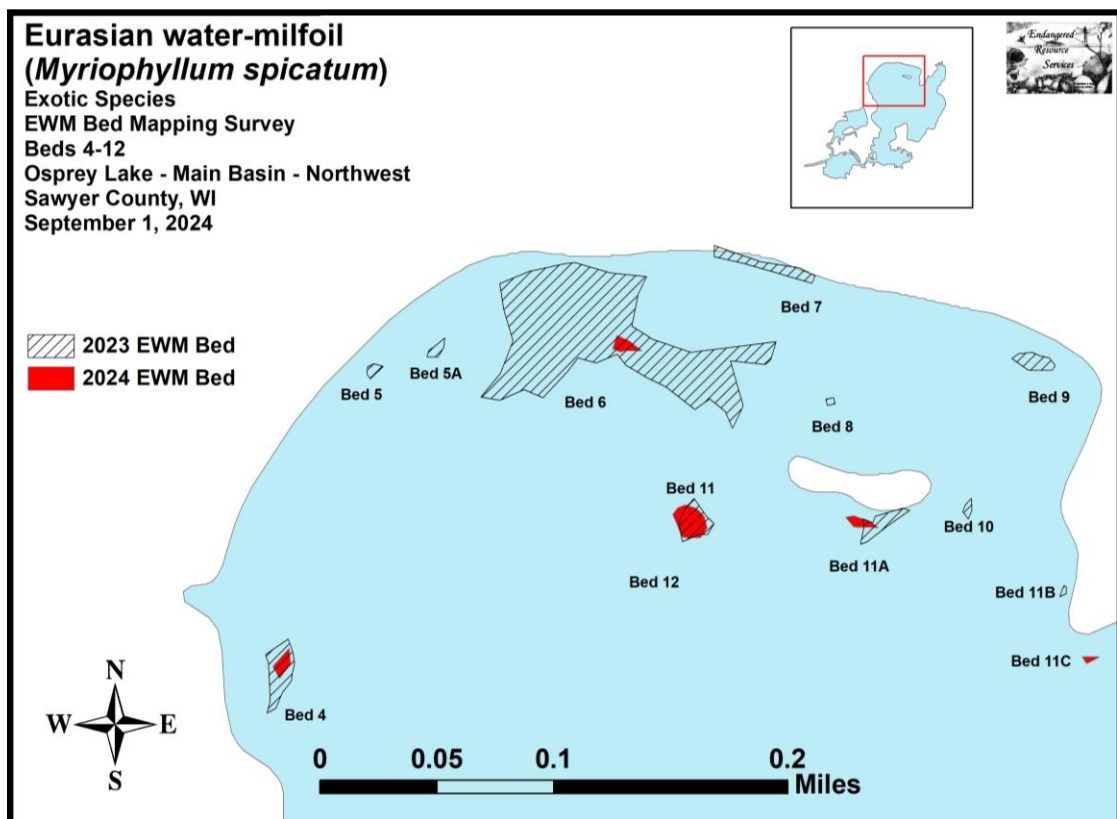 Eurasian water-milfoil
(Myriophyllum spicatum)
Exotic Species
EWM Bed Mapping Survey
Beds 4-12
Osprey Lake - Main Basin - Northwest
Sawyer County, WI
September 1, 2024
Endangered
Resource
Services
2023 EWM Bed
2024 EWM Bed
Bed 7
Bed 5A
Bed 5
Bed 6
Bed 8
Bed 9
Bed 11
Bed 10
Bed 11A
Bed 12
Bed 11B
Bed 11C
Bed 4
N
W E
S
0 0.05 0.1 0.2
Miles